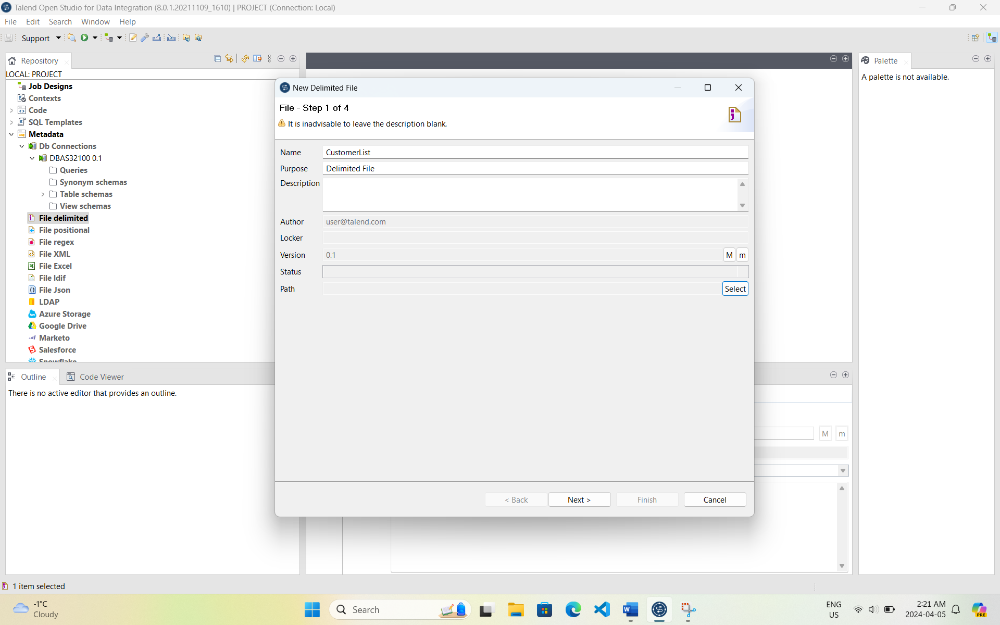 Talend Open Studio for Data Integration (8.0.1.20211109_1610) | PROJECT (Connection: Local)
File Edit Search Window Help
Support
Repository
LOCAL: PROJECT
Job Designs
Contexts
Code
SQL Templates
Metadata
Db Connections
DBAS32100 0.1
Queries
Synonym schemas
Table schemas
View schemas
File delimited
File positional
File regex
File XML
File Excel
File ldif
File Json
LDAP
Azure Storage
Google Drive
Marketo
Salesforce
Snowflake
Outline Code Viewer
There is no active editor that provides an outline.
New Delimited File
File - Step 1 of 4
It is inadvisable to leave the description blank.
Name CustomerList
Purpose Delimited File
Description
Author user@talend.com
Locker
Version 0.1 M m
Status
Path Select
< Back Next > Finish Cancel
M m
Palette
A palette is not available.
1 item selected
-1°C
Cloudy
Search
ENG
US
2:21 AM
2024-04-05
PRE